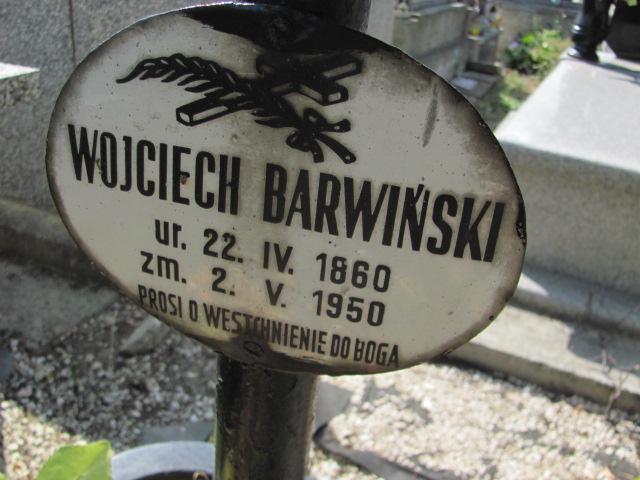 WOJCIECH BARWIŃSKI
ur. 22. IV. 1860
zm. 2. V. 1950
PROSI O WESTCHNIENIE DO BOGA